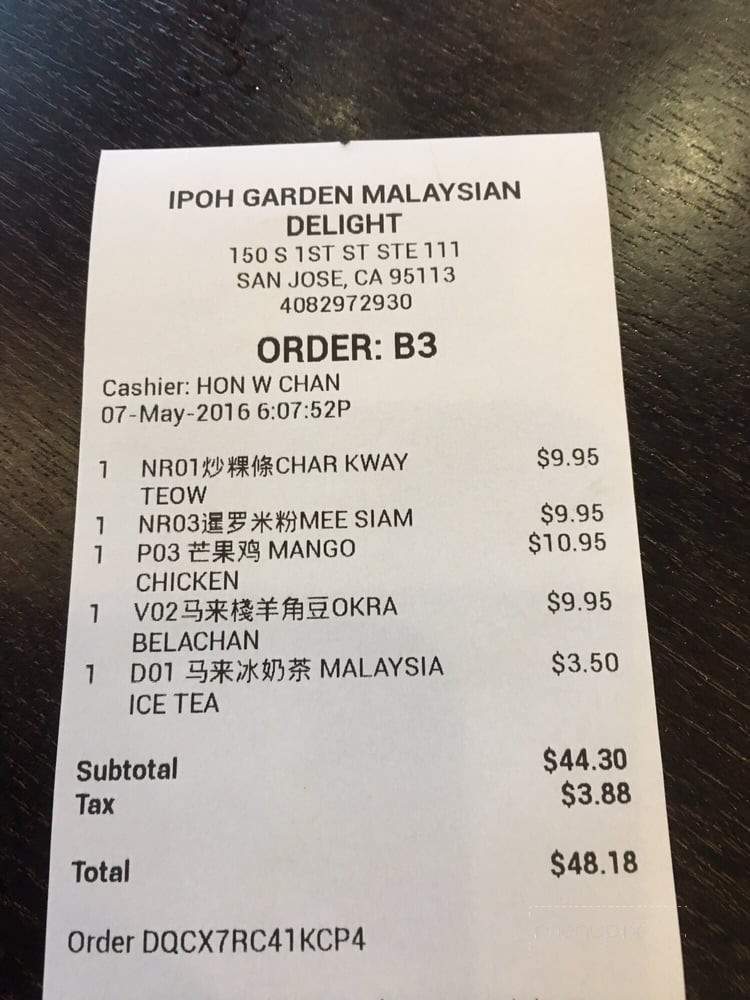 IPOH GARDEN MALAYSIAN
DELIGHT
150 S 1ST ST STE 111
SAN JOSE, CA 95113
4082972930
ORDER: B3
Cashier: HON W CHAN
07-May-2016 6:07:52P
1 NR01炒粿條CHAR KWAY $9.95
TEOW
1 NR03暹罗米粉MEE SIAM $9.95
1 P03 芒果鸡 MANGO $10.95
CHICKEN
1 V02马来棧羊角豆OKRA $9.95
BELACHAN
1 D01 马来冰奶茶 MALAYSIA $3.50
ICE TEA
Subtotal $44.30
Tax $3.88
Total $48.18
Order DQCX7RC41KCP4